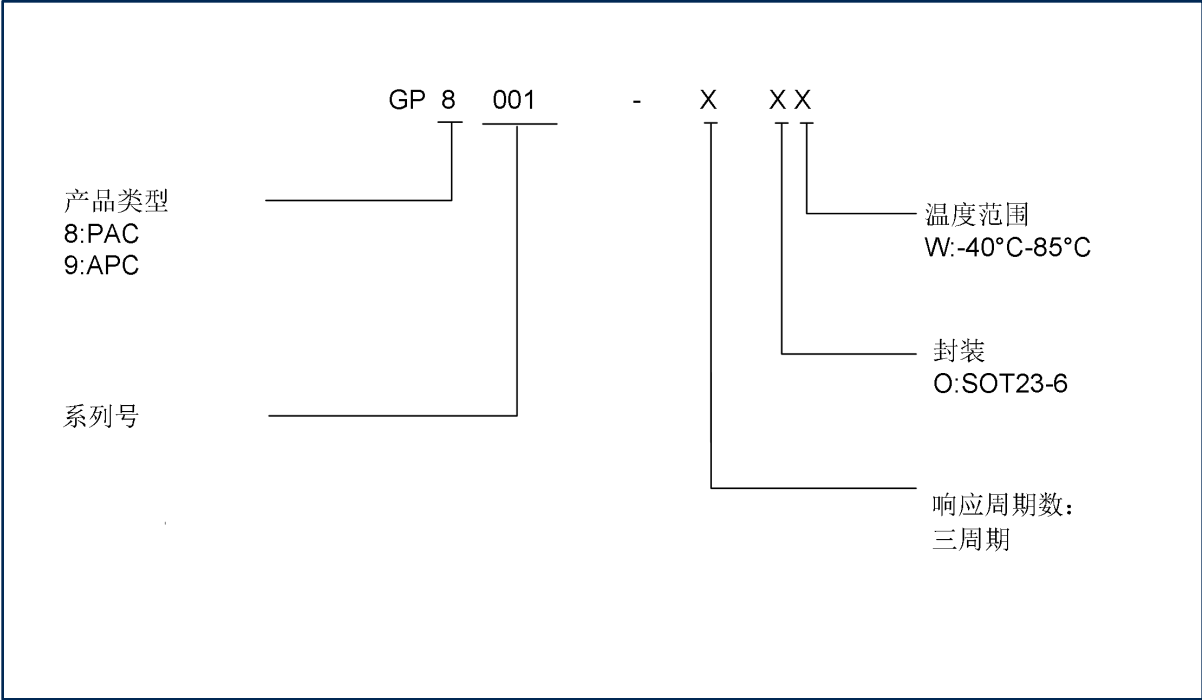 GP 8 001 - X X X
产品类型
8:PAC
9:APC
温度范围
W:-40°C-85°C
封装
O:SOT23-6
系列号
响应周期数：
三周期